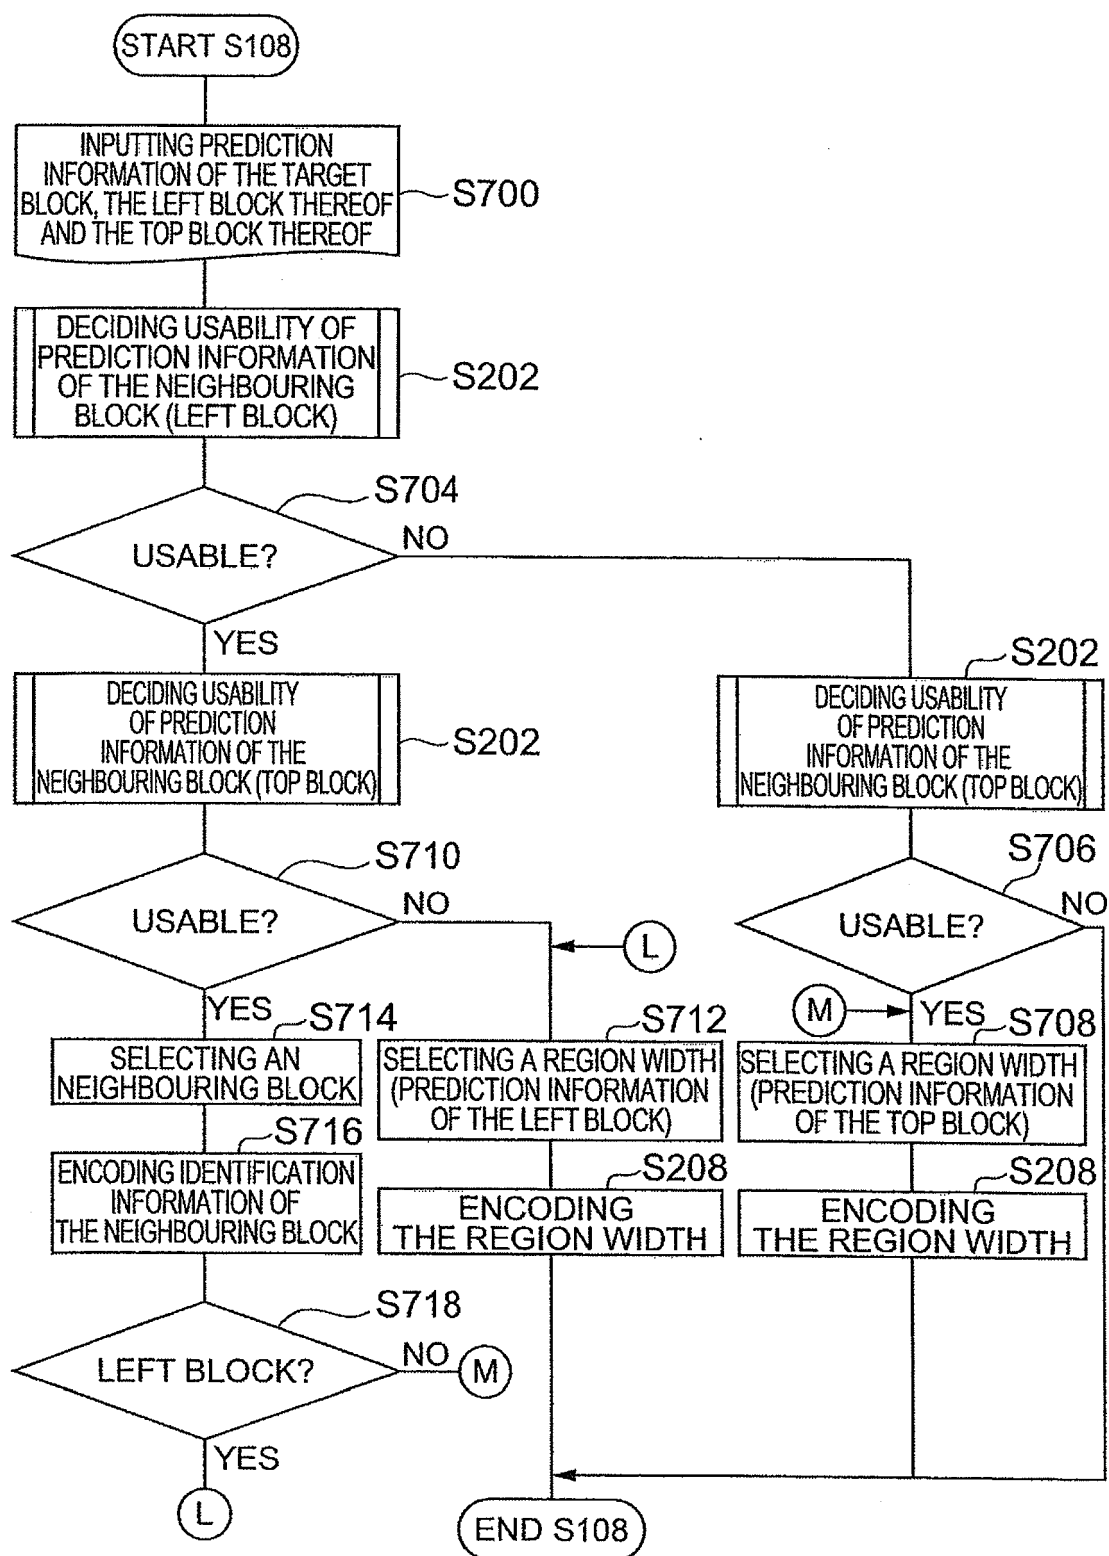 START S108
INPUTTING PREDICTION
INFORMATION OF THE TARGET
BLOCK, THE LEFT BLOCK THEREOF
AND THE TOP BLOCK THEREOF
S700
DECIDING USABILITY OF
PREDICTION INFORMATION
OF THE NEIGHBOURING
BLOCK (LEFT BLOCK)
S202
S704
USABLE?
NO
YES
DECIDING USABILITY
OF PREDICTION
INFORMATION OF THE
NEIGHBOURING BLOCK (TOP BLOCK)
S202
S202
DECIDING USABILITY
OF PREDICTION
INFORMATION OF THE
NEIGHBOURING BLOCK (TOP BLOCK)
S710
USABLE?
NO
L
S706
USABLE?
NO
YES
M
YES
S714
SELECTING AN
NEIGHBOURING BLOCK
S712
SELECTING A REGION WIDTH
(PREDICTION INFORMATION
OF THE LEFT BLOCK)
S708
SELECTING A REGION WIDTH
(PREDICTION INFORMATION
OF THE TOP BLOCK)
S716
ENCODING IDENTIFICATION
INFORMATION OF
THE NEIGHBOURING BLOCK
S208
ENCODING
THE REGION WIDTH
S208
ENCODING
THE REGION WIDTH
S718
LEFT BLOCK?
NO
M
YES
L
END S108